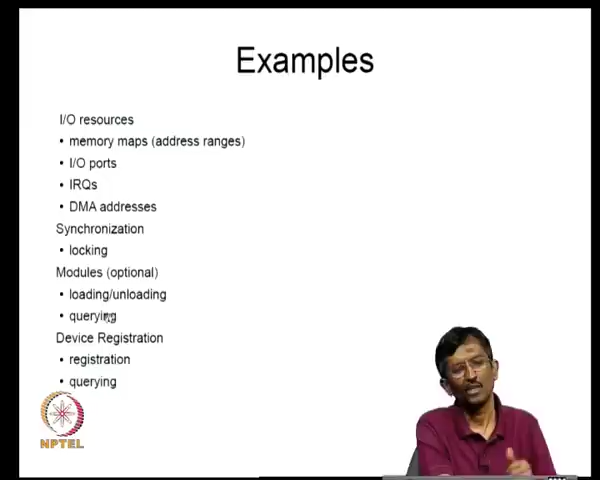 Examples
I/O resources
• memory maps (address ranges)
• I/O ports
• IRQs
• DMA addresses
Synchronization
• locking
Modules (optional)
• loading/unloading
• querying
Device Registration
• registration
• querying
NPTEL